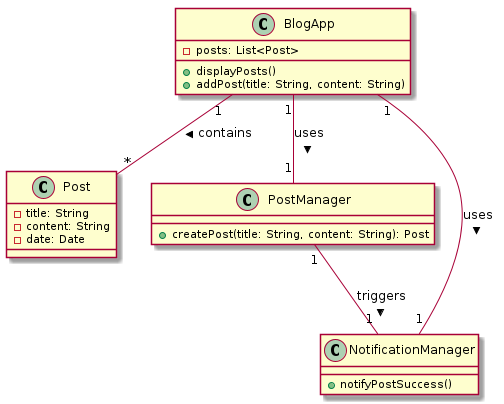 C BlogApp
posts: List<Post>
displayPosts()
addPost(title: String, content: String)
1 1 1
contains
uses
*
1
uses
C Post
title: String
content: String
date: Date
C PostManager
createPost(title: String, content: String): Post
1
triggers
1 1
C NotificationManager
notifyPostSuccess()